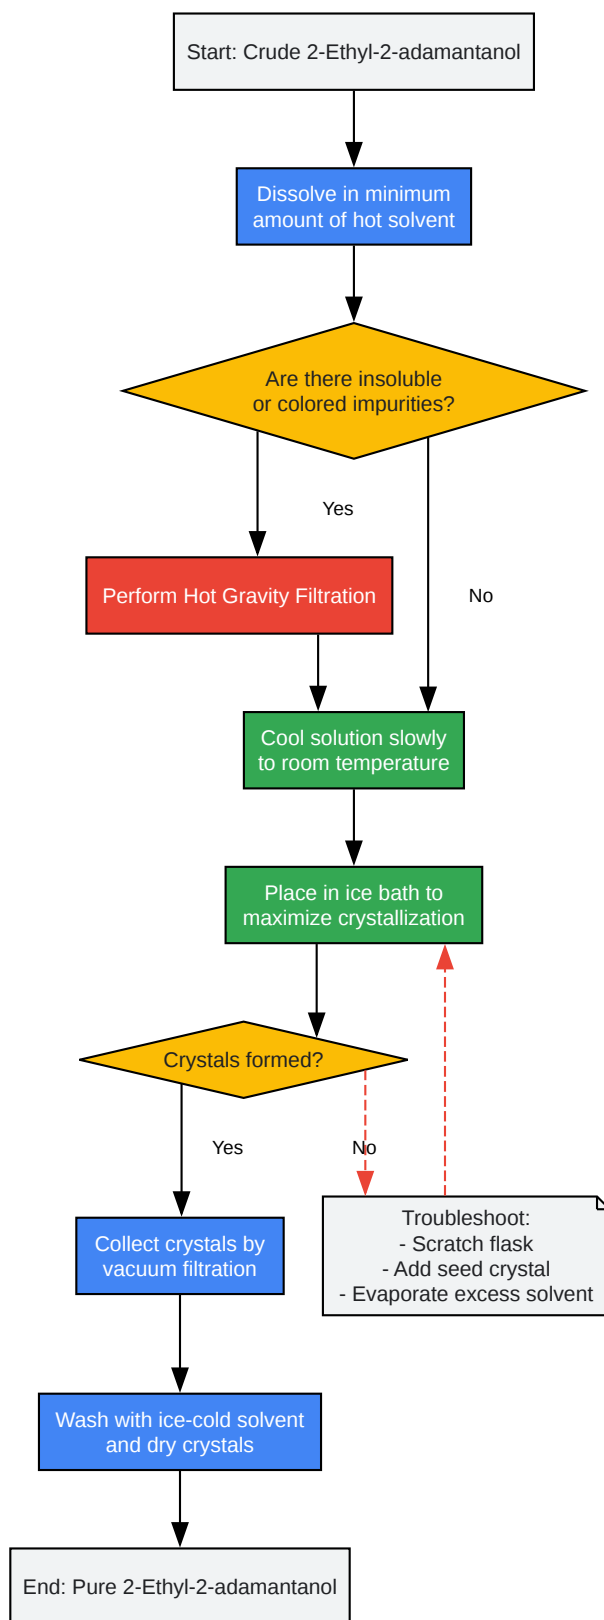 Start: Crude 2-Ethyl-2-adamantanol
Dissolve in minimum
amount of hot solvent
Are there insoluble
or colored impurities?
Yes
Perform Hot Gravity Filtration
No
Cool solution slowly
to room temperature
Place in ice bath to
maximize crystallization
Crystals formed?
Yes
No
Collect crystals by
vacuum filtration
Troubleshoot:
- Scratch flask
- Add seed crystal
- Evaporate excess solvent
Wash with ice-cold solvent
and dry crystals
End: Pure 2-Ethyl-2-adamantanol